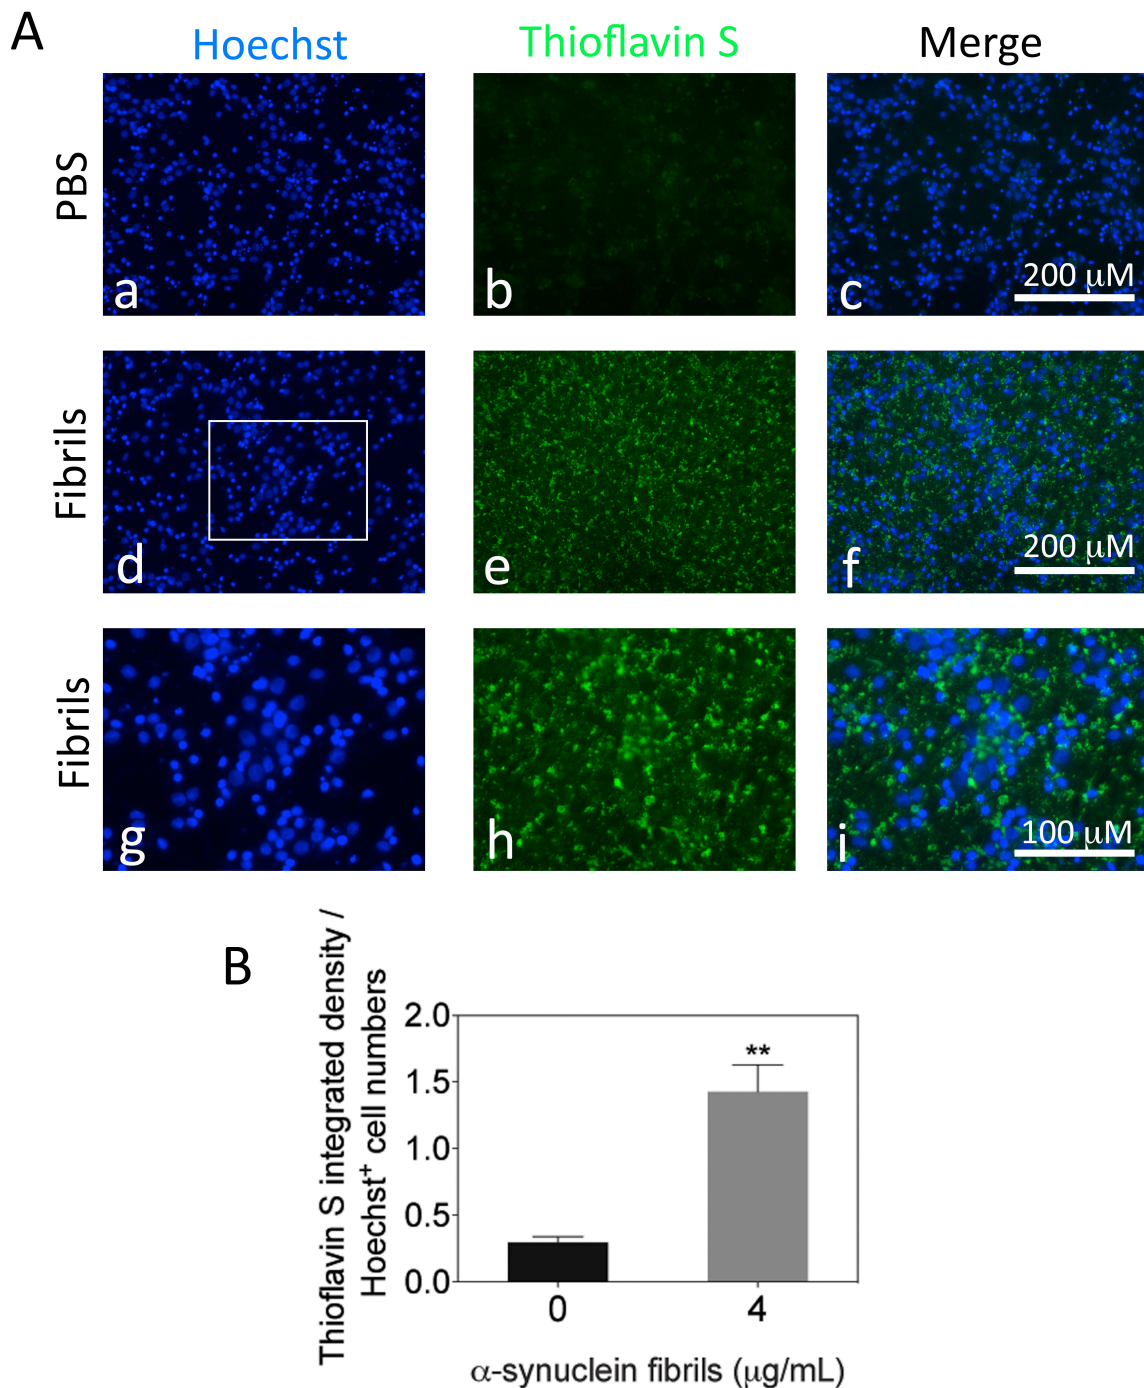 A
Hoechst Thioflavin S Merge
PBS
a b c 200 μM
Fibrils
d e f 200 μM
Fibrils
g h i 100 μM
B
Thioflavin S integrated density /
Hoechst⁺ cell numbers
2.0
1.5
1.0
0.5
0.0
**
0 4
α-synuclein fibrils (μg/mL)